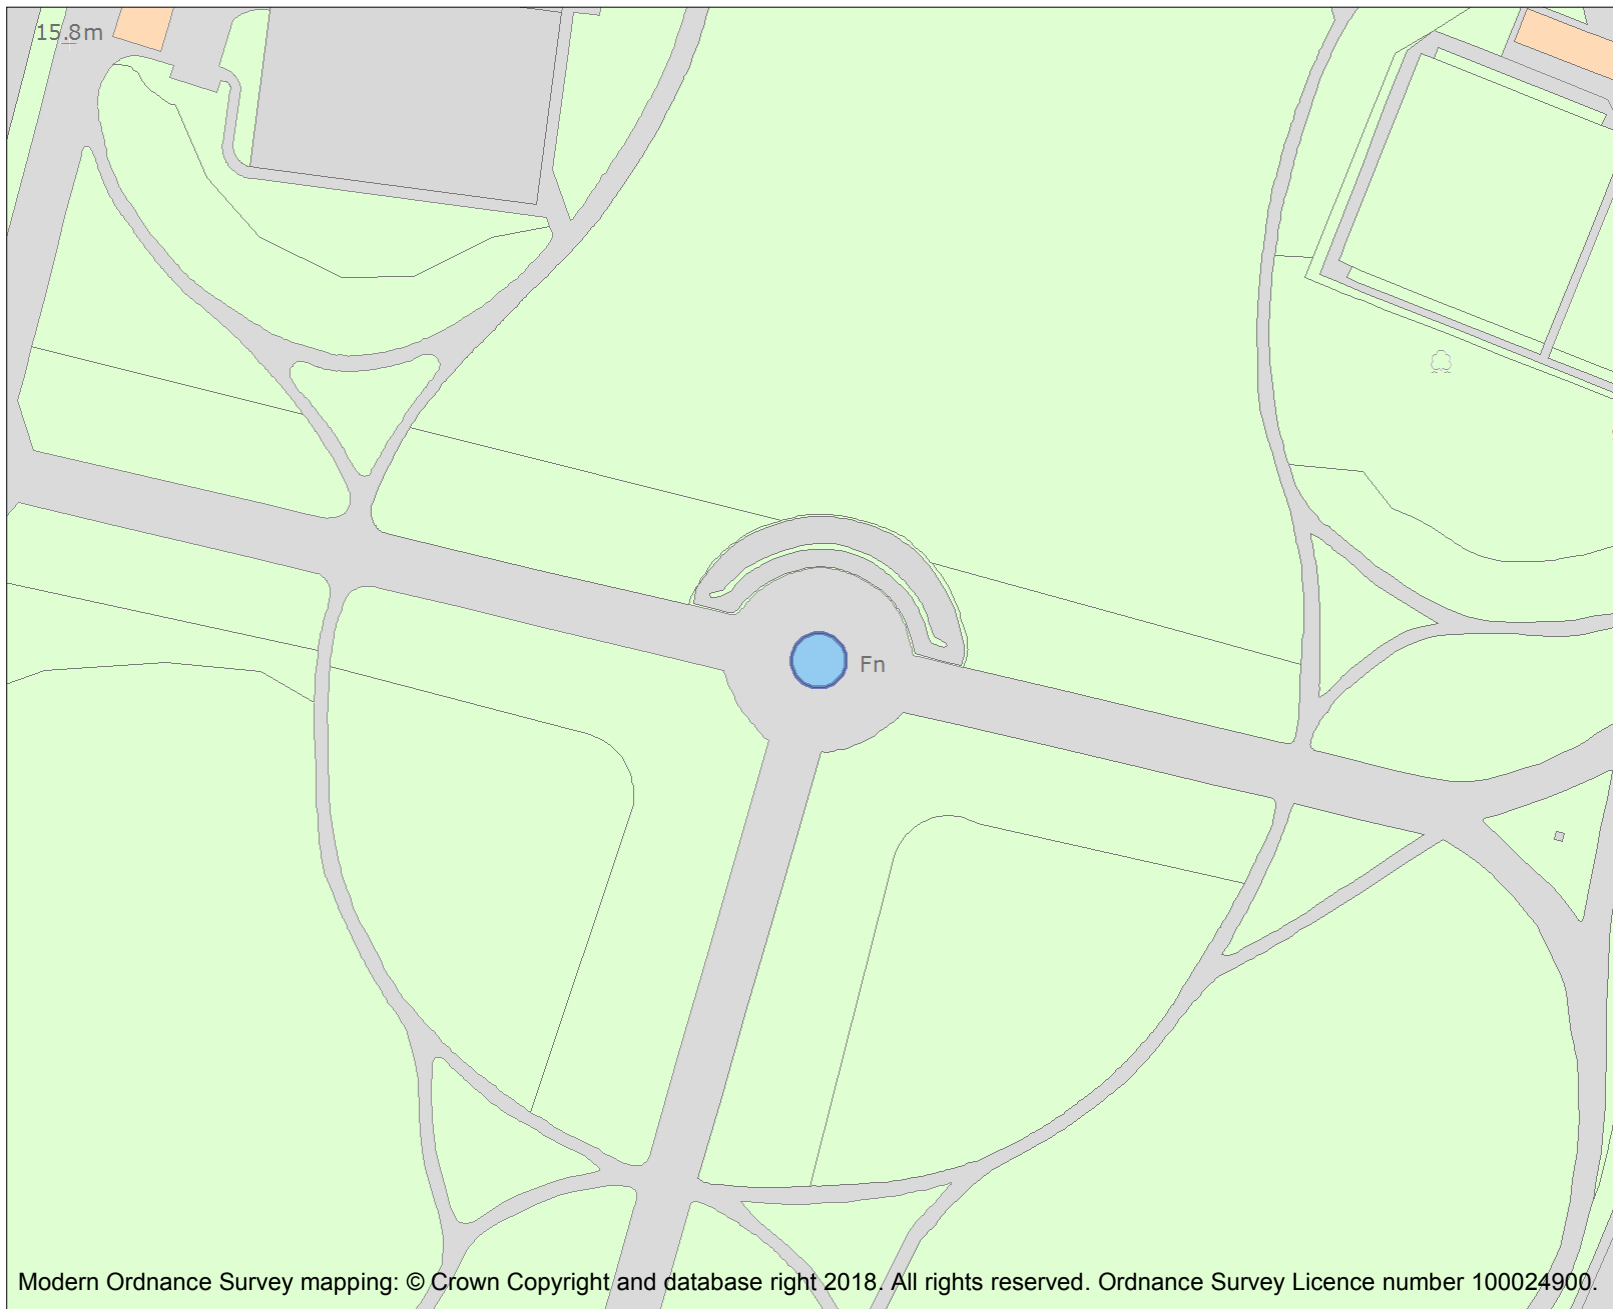 15.8m
Fn
Modern Ordnance Survey mapping: © Crown Copyright and database right 2018. All rights reserved. Ordnance Survey Licence number 100024900.